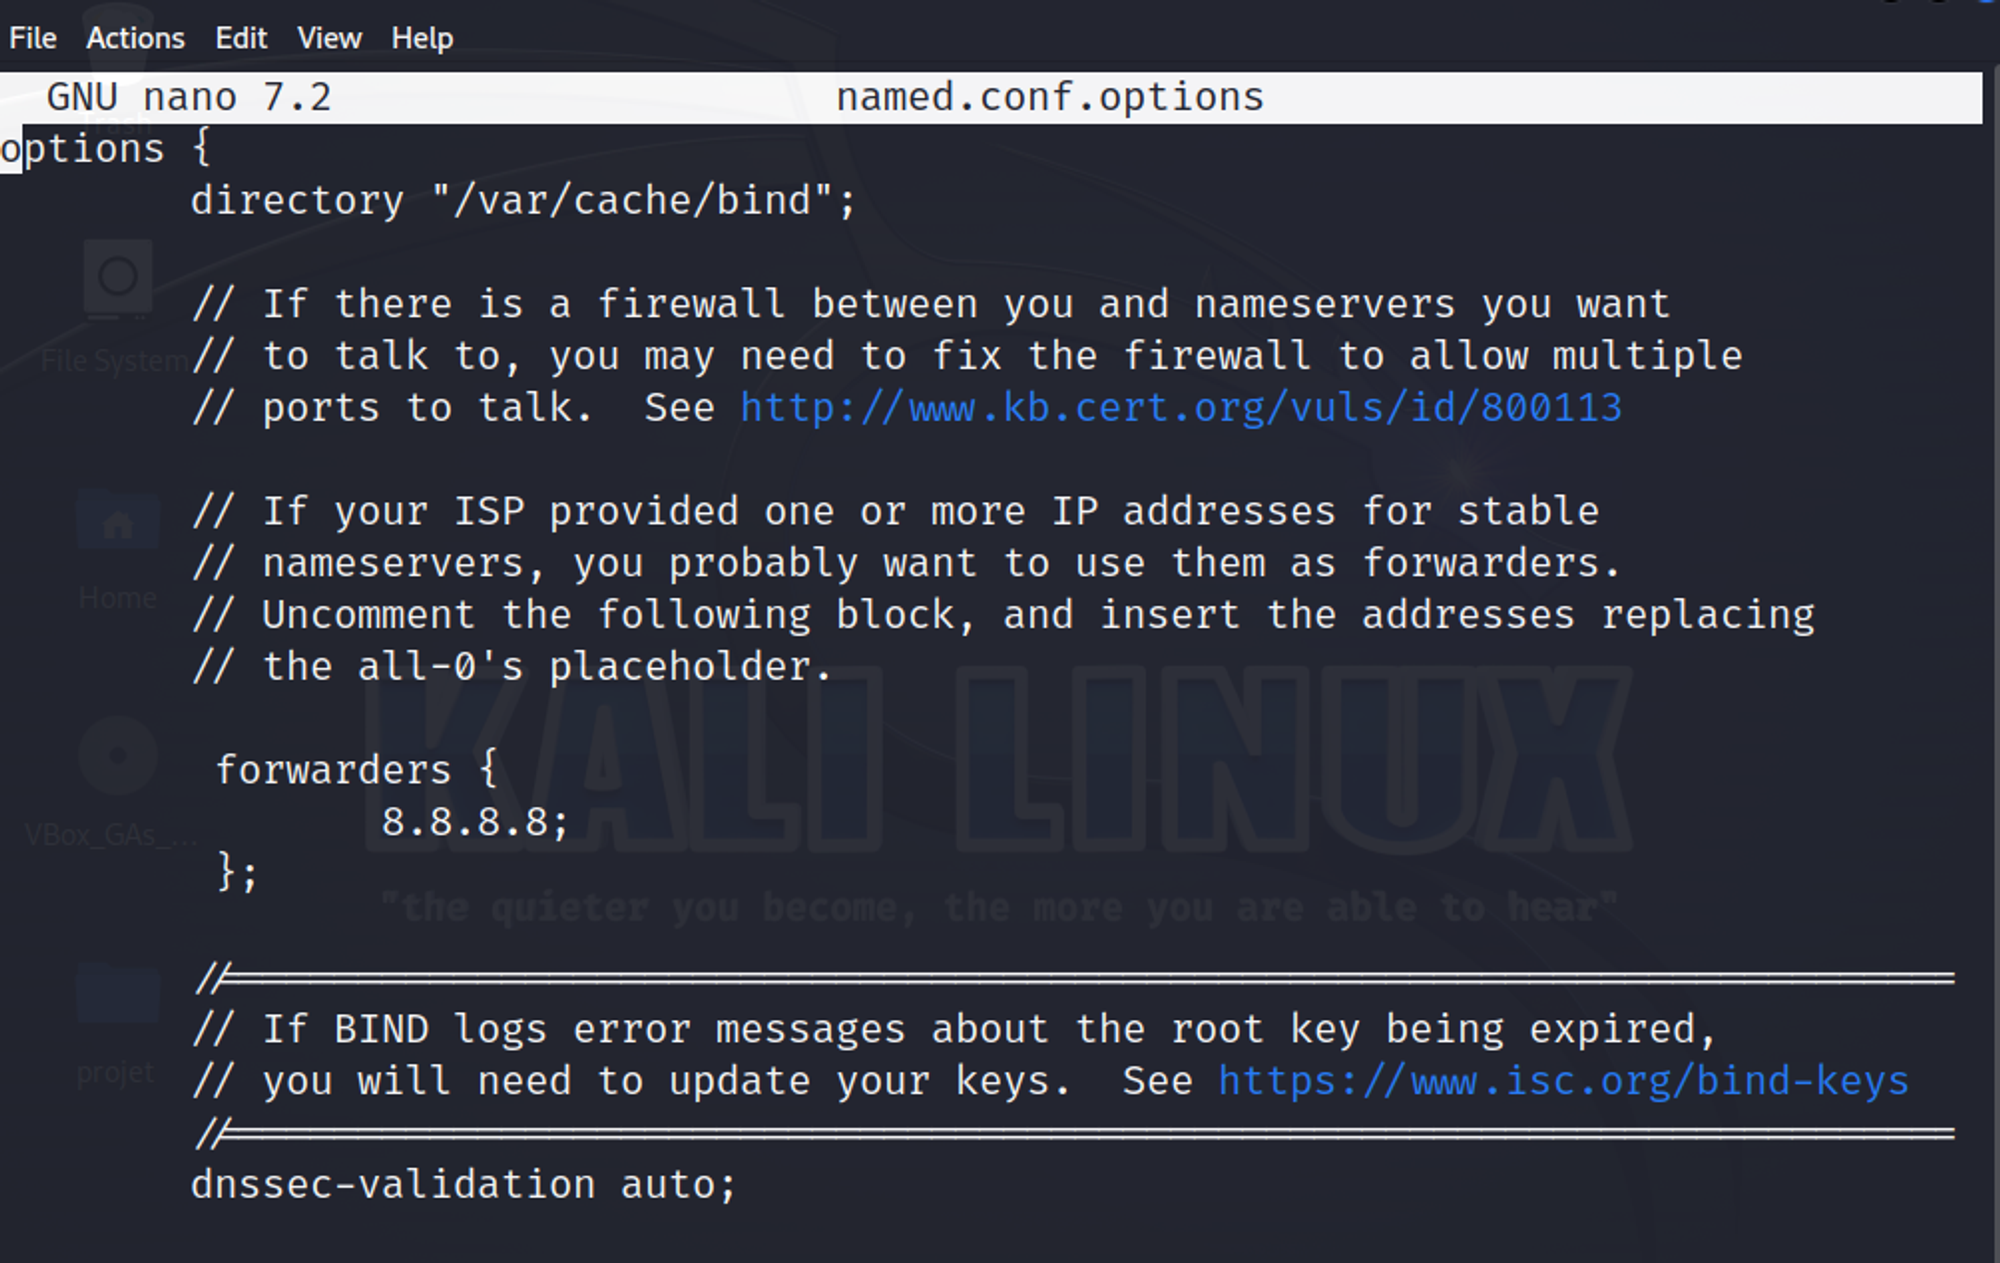 File Actions Edit View Help
GNU nano 7.2 named.conf.options
Trash
options {
directory "/var/cache/bind";
// If there is a firewall between you and nameservers you want
// to talk to, you may need to fix the firewall to allow multiple
File System
// ports to talk.  See http://www.kb.cert.org/vuls/id/800113
// If your ISP provided one or more IP addresses for stable
// nameservers, you probably want to use them as forwarders.
Home
// Uncomment the following block, and insert the addresses replacing
// the all-0's placeholder.
KALI LINUX
forwarders {
8.8.8.8;
VBox_GAs_...
};
"the quieter you become, the more you are able to hear"
//========================================================================
// If BIND logs error messages about the root key being expired,
projet
// you will need to update your keys.  See https://www.isc.org/bind-keys
//========================================================================
dnssec-validation auto;